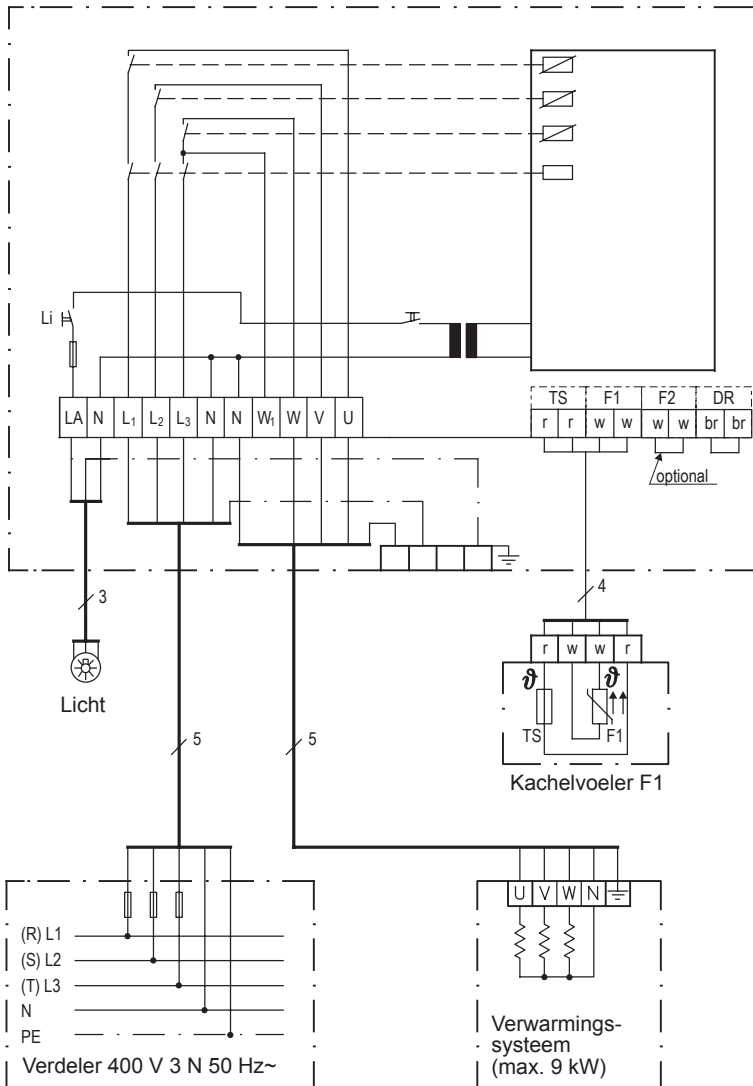 Li
LA N L1 L2 L3 N N W1 W V U
TS F1 F2 DR
r r w w w w br br
optional
3
4
Licht
r w w r
ϑ ϑ
TS F1
Kachelvoeler F1
5 5
U V W N
(R) L1
(S) L2
(T) L3
N
PE
Verdeler 400 V 3 N 50 Hz~
Verwarmings-
systeem
(max. 9 kW)